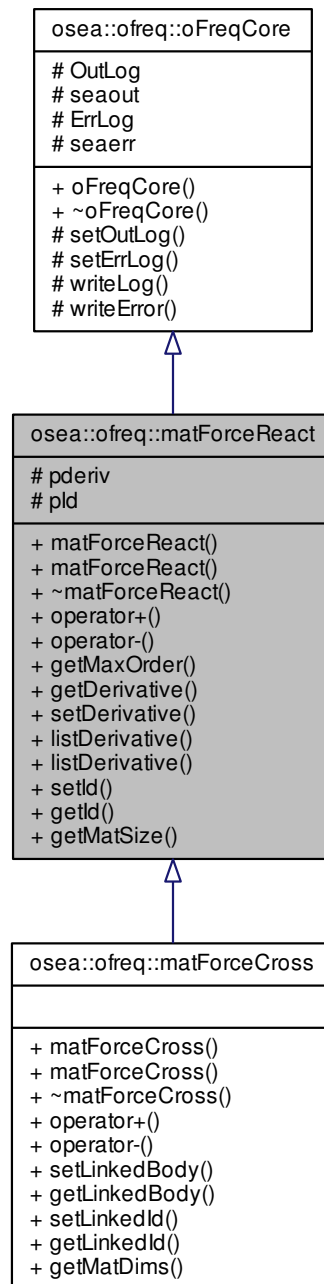 osea::ofreq::oFreqCore
# OutLog
# seaout
# ErrLog
# seaerr
+ oFreqCore()
+ ~oFreqCore()
# setOutLog()
# setErrLog()
# writeLog()
# writeError()
osea::ofreq::matForceReact
# pderiv
# pId
+ matForceReact()
+ matForceReact()
+ ~matForceReact()
+ operator+()
+ operator-()
+ getMaxOrder()
+ getDerivative()
+ setDerivative()
+ listDerivative()
+ listDerivative()
+ setId()
+ getId()
+ getMatSize()
osea::ofreq::matForceCross
+ matForceCross()
+ matForceCross()
+ ~matForceCross()
+ operator+()
+ operator-()
+ setLinkedBody()
+ getLinkedBody()
+ setLinkedId()
+ getLinkedId()
+ getMatDims()